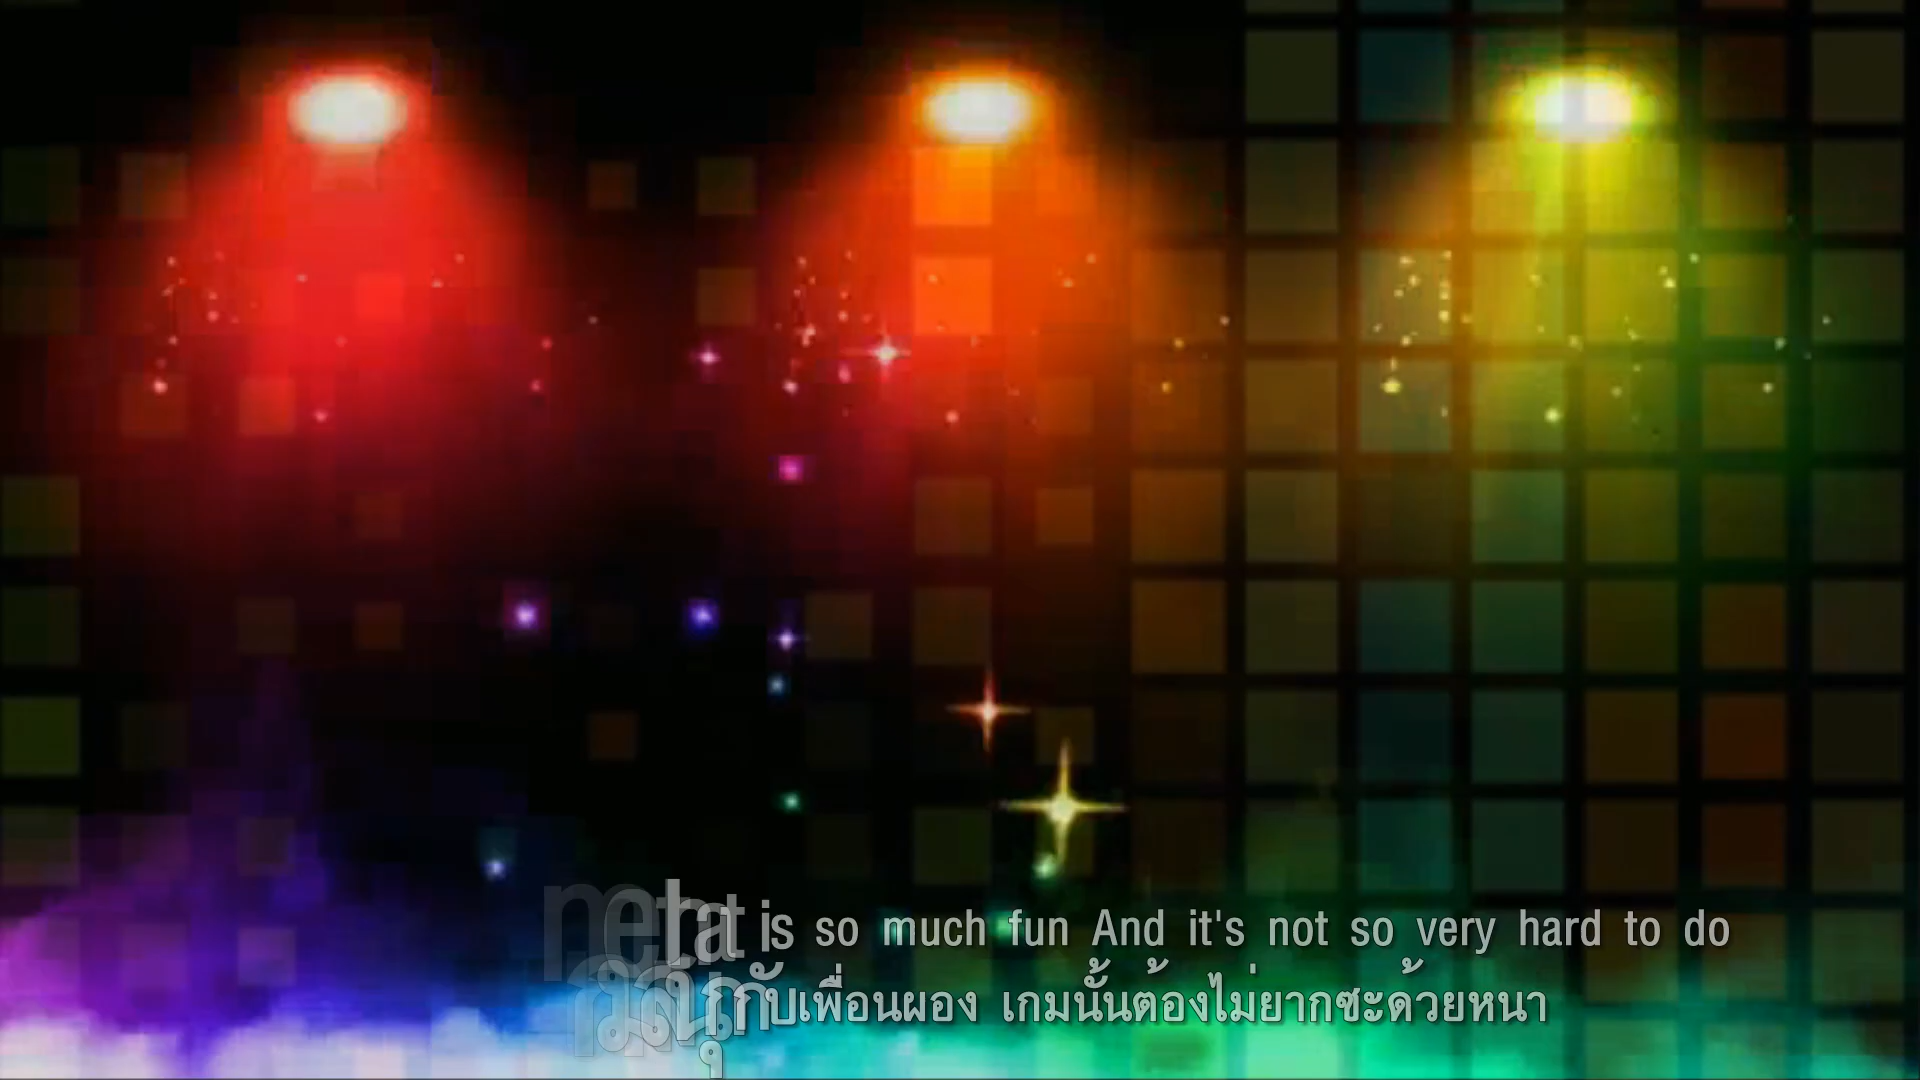 is so much fun And it's not so very hard to do
กับเพื่อนผอง เกมนั้นต้องไม่ยากซะด้วยหนา